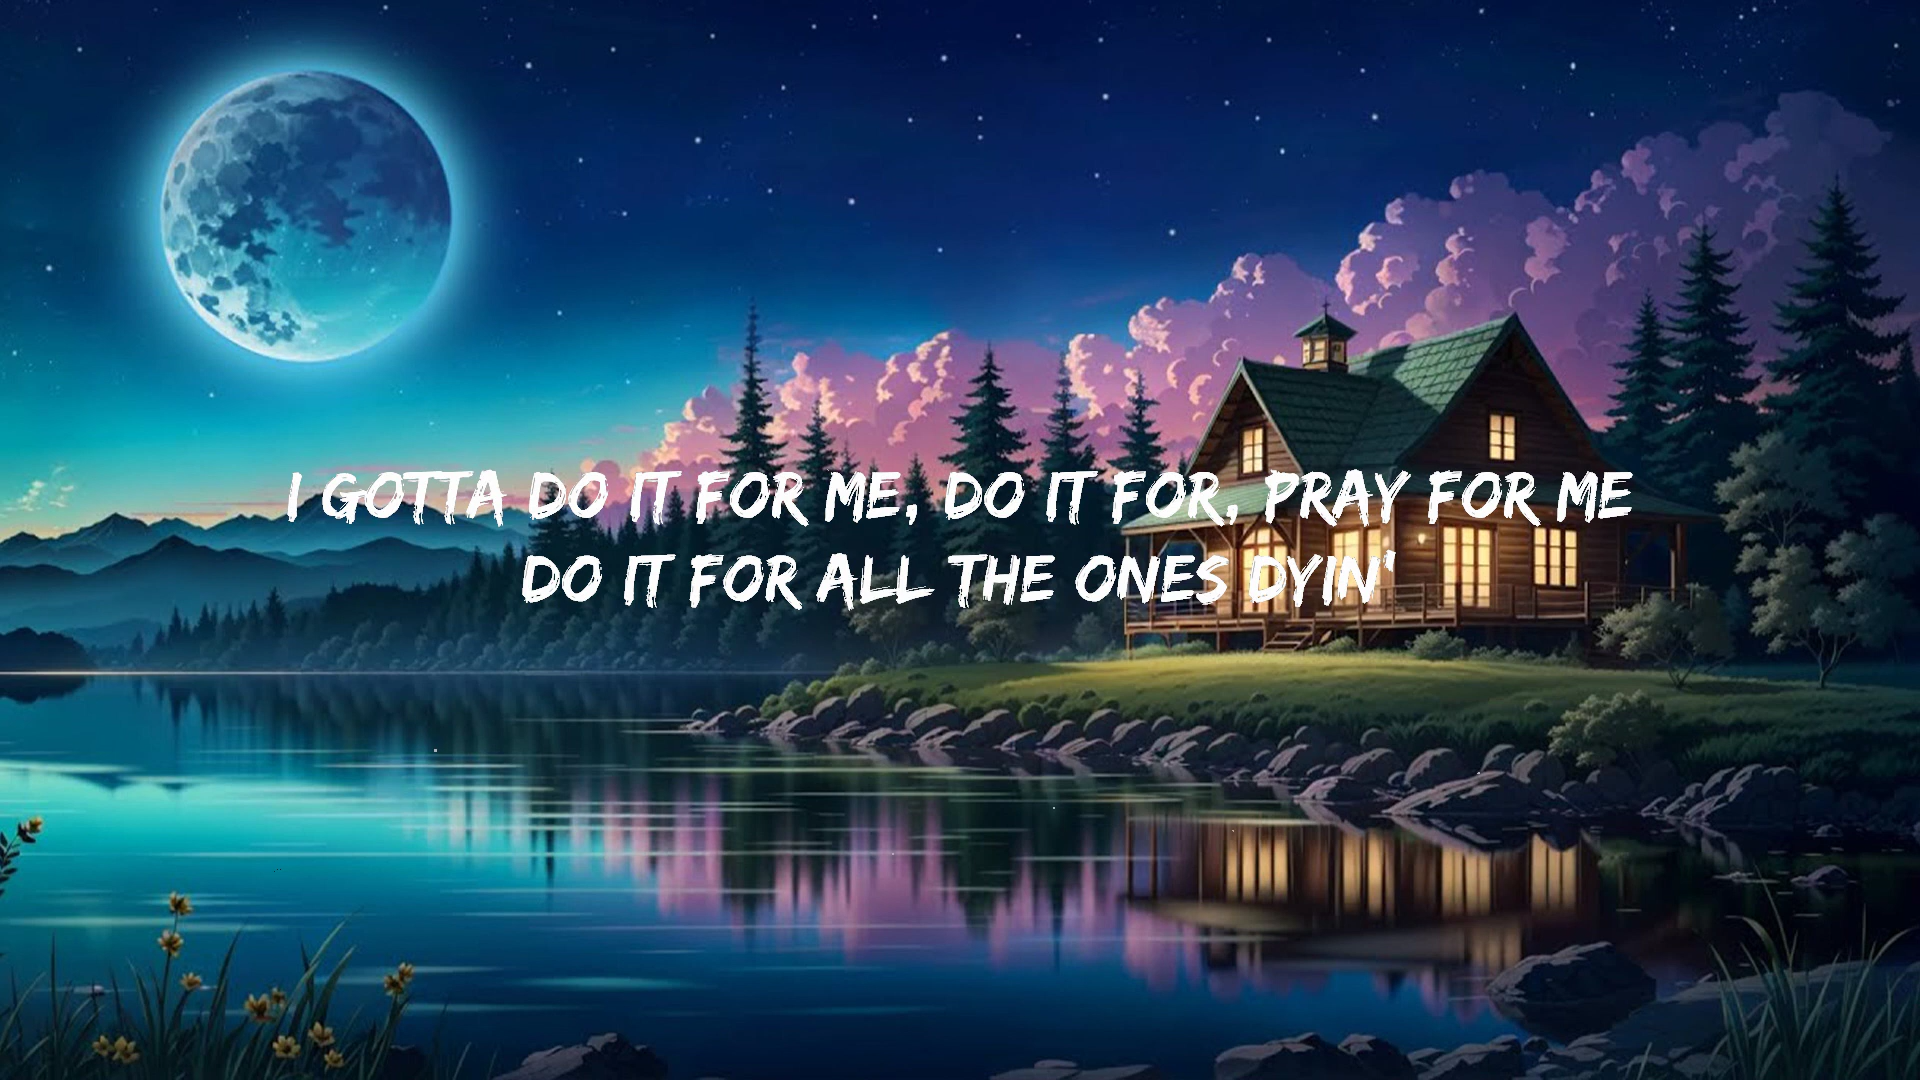 I GOTTA DO IT FOR ME, DO IT FOR, PRAY FOR ME
DO IT FOR ALL THE ONES DYIN'